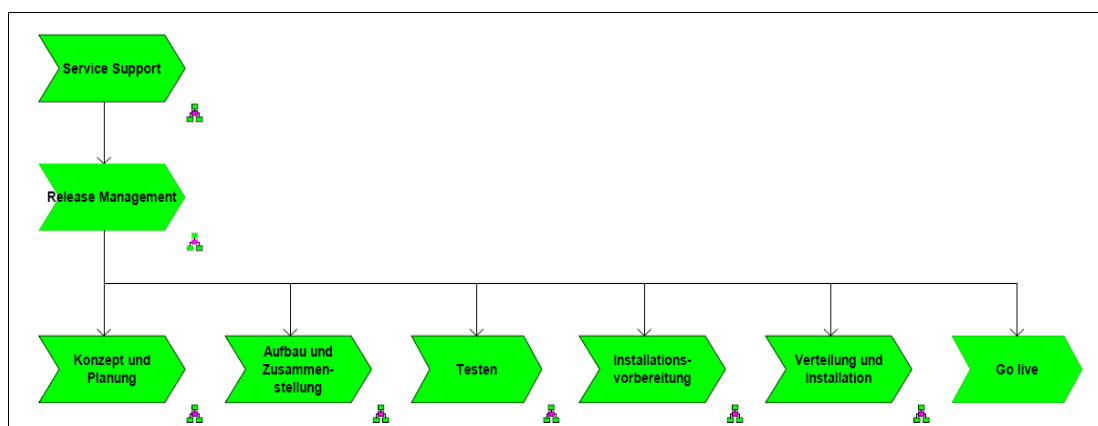 Service Support
Release Management
Konzept und
Planung
Aufbau und
Zusammen-
stellung
Testen
Installations-
vorbereitung
Verteilung und
Installation
Go live